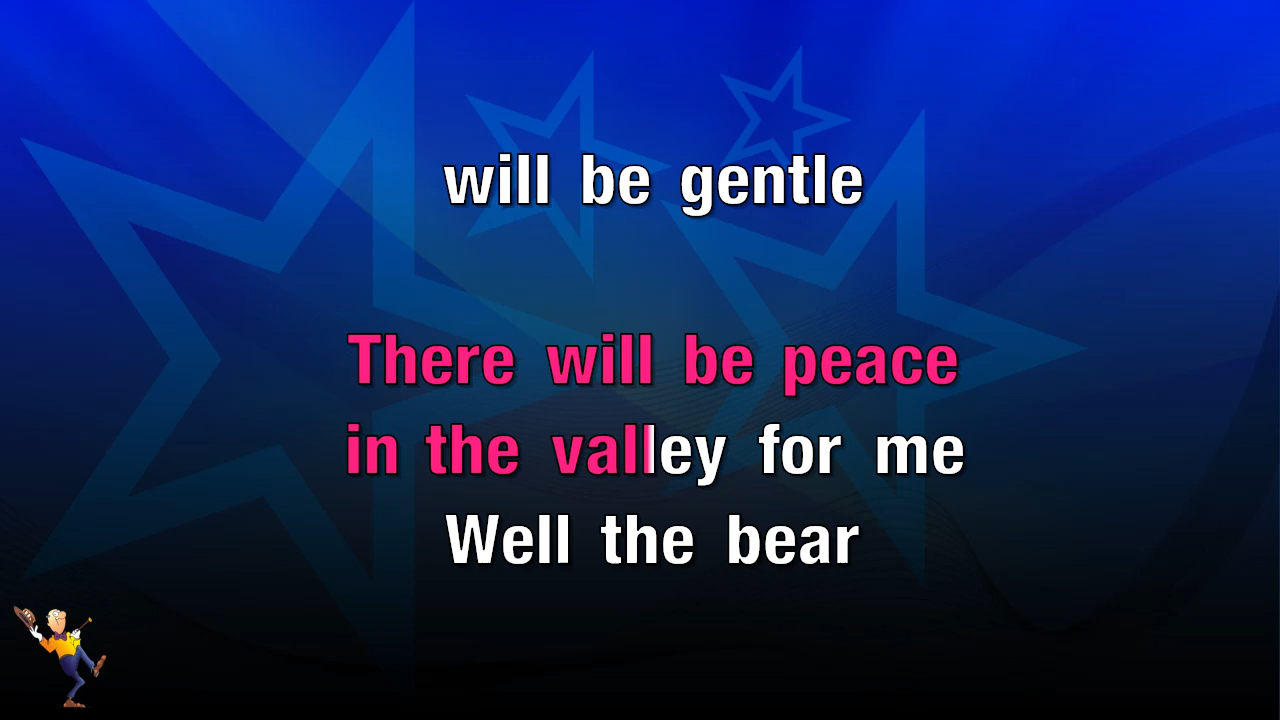 will be gentle
There will be peace
in the valley for me
Well the bear